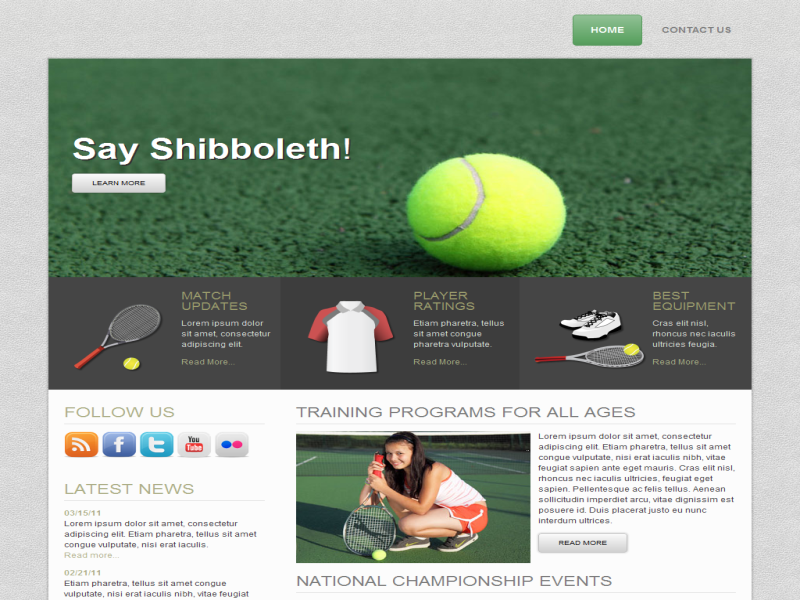 HOME
CONTACT US
Say Shibboleth!
LEARN MORE
MATCH
UPDATES
Lorem ipsum dolor
sit amet, consectetur
adipiscing elit.
Read More...
PLAYER
RATINGS
Etiam pharetra, tellus
sit amet congue
pharetra vulputate.
Read More...
BEST
EQUIPMENT
Cras elit nisl,
rhoncus nec iaculis
ultricies feugia.
Read More...
FOLLOW US
You
Tube
LATEST NEWS
03/15/11
Lorem ipsum dolor sit amet, consectetur
adipiscing elit. Etiam pharetra, tellus sit amet
congue vulputate, nisi erat iaculis.
Read more...
02/21/11
Etiam pharetra, tellus sit amet congue
vulputate, nisi erat iaculis nibh, vitae feugiat
TRAINING PROGRAMS FOR ALL AGES
Lorem ipsum dolor sit amet, consectetur
adipiscing elit. Etiam pharetra, tellus sit amet
congue vulputate, nisi erat iaculis nibh, vitae
feugiat sapien ante eget mauris. Cras elit nisl,
rhoncus nec iaculis ultricies, feugiat eget
sapien. Pellentesque ac felis tellus. Aenean
sollicitudin imperdiet arcu, vitae dignissim est
posuere id. Duis placerat justo eu nunc
interdum ultrices.
READ MORE
NATIONAL CHAMPIONSHIP EVENTS